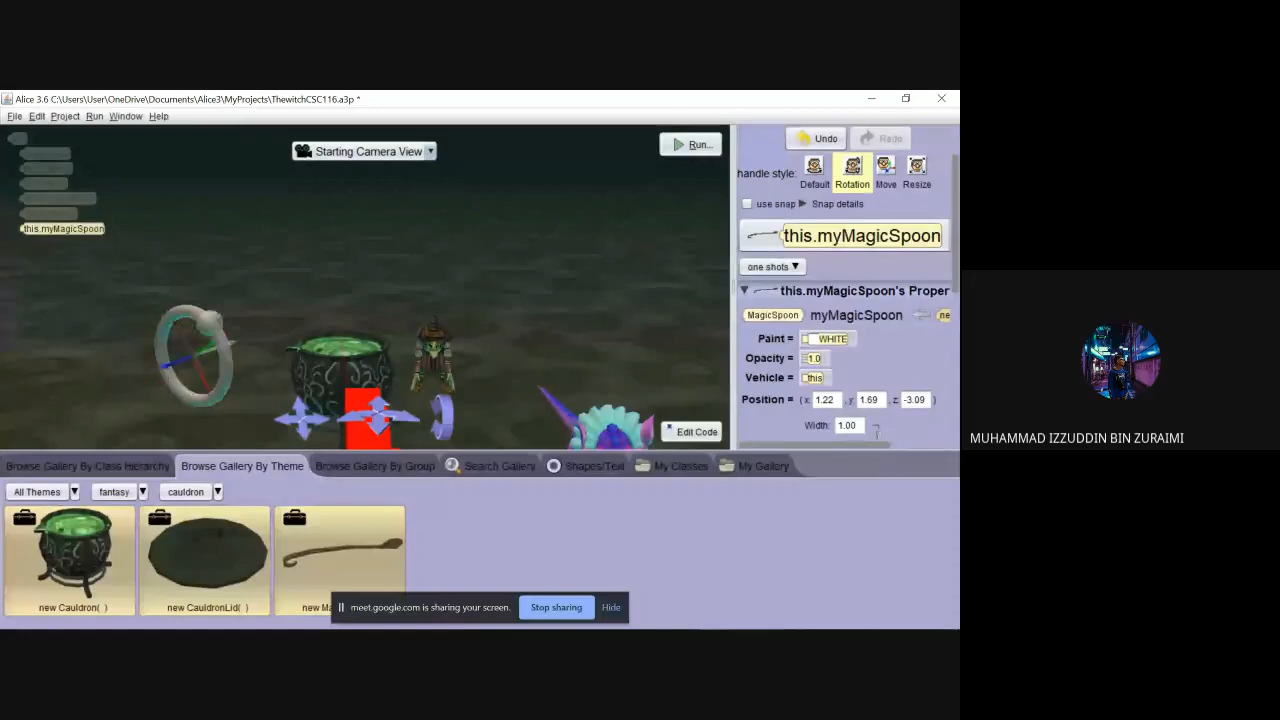 Alice 3.6 C:\Users\User\OneDrive\Documents\Alice3\MyProjects\ThewitchCSC116.a3p *
File Edit Project Run Window Help
Starting Camera View
Run...
Undo
Redo
handle style:
Default Rotation Move Resize
use snap Snap details
this.myMagicSpoon
this.myMagicSpoon
one shots
this.myMagicSpoon's Proper
MagicSpoon myMagicSpoon ne
Paint = WHITE
Opacity = 1.0
Vehicle = this
Position = (x: 1.22 , y: 1.69 , z: -3.09 )
Width: 1.00
Edit Code
MUHAMMAD IZZUDDIN BIN ZURAIMI
Browse Gallery By Class Hierarchy Browse Gallery By Theme Browse Gallery By Group Search Gallery Shapes/Text My Classes My Gallery
All Themes fantasy cauldron
new Cauldron( ) new CauldronLid( ) new Ma
meet.google.com is sharing your screen. Stop sharing Hide